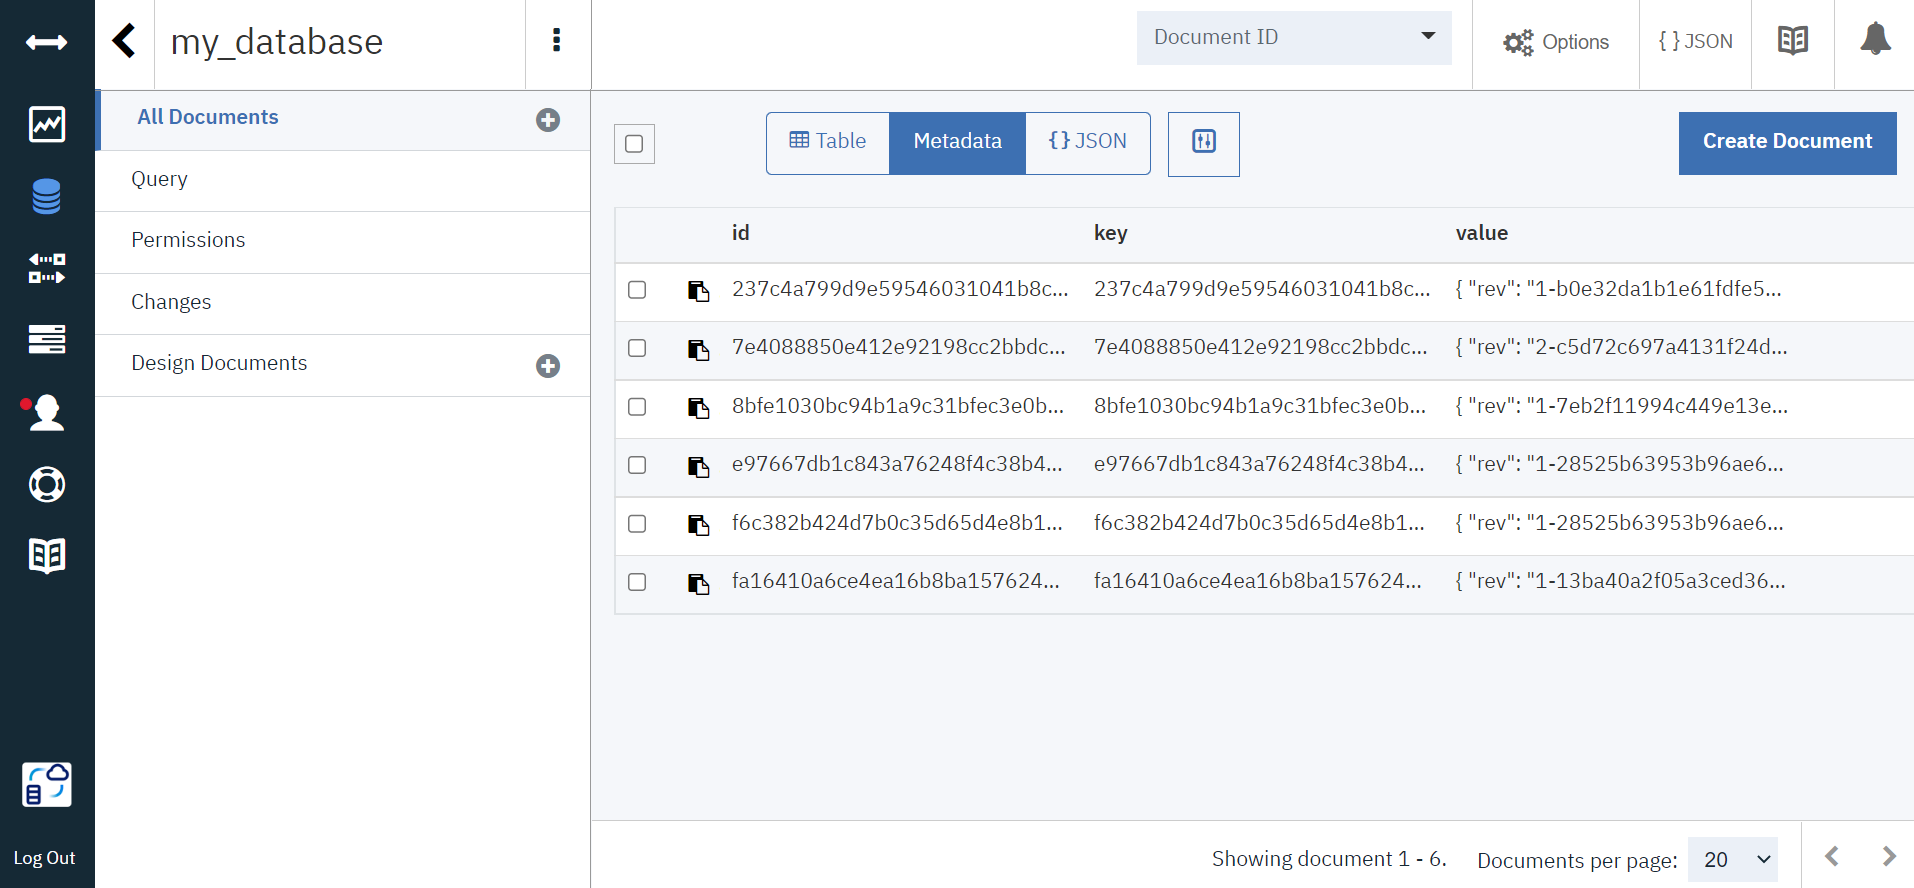 my_database
Document ID
Options
{ } JSON
All Documents
Query
Permissions
Changes
Design Documents
Table
Metadata
{} JSON
Create Document
id key value
237c4a799d9e59546031041b8c... 237c4a799d9e59546031041b8c... { "rev": "1-b0e32da1b1e61fdfe5...
7e4088850e412e92198cc2bbdc... 7e4088850e412e92198cc2bbdc... { "rev": "2-c5d72c697a4131f24d...
8bfe1030bc94b1a9c31bfec3e0b... 8bfe1030bc94b1a9c31bfec3e0b... { "rev": "1-7eb2f11994c449e13e...
e97667db1c843a76248f4c38b4... e97667db1c843a76248f4c38b4... { "rev": "1-28525b63953b96ae6...
f6c382b424d7b0c35d65d4e8b1... f6c382b424d7b0c35d65d4e8b1... { "rev": "1-28525b63953b96ae6...
fa16410a6ce4ea16b8ba157624... fa16410a6ce4ea16b8ba157624... { "rev": "1-13ba40a2f05a3ced36...
Log Out
Showing document 1 - 6.
Documents per page: 20